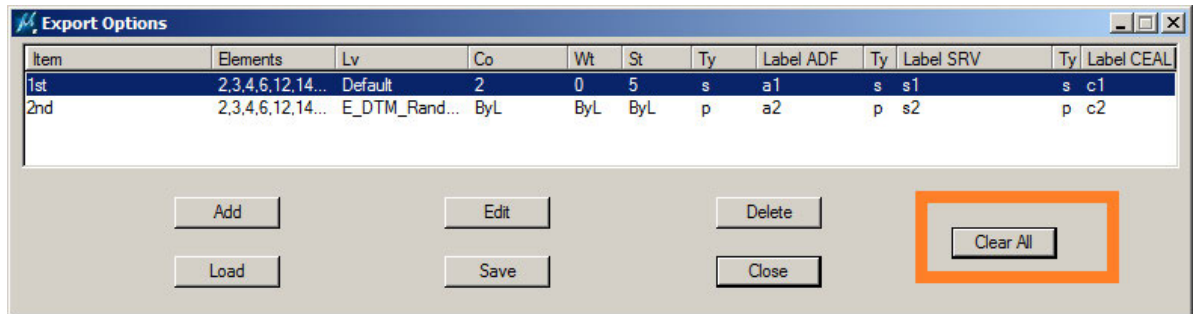 Export Options
Item Elements Lv Co Wt St Ty Label ADF Ty Label SRV Ty Label CEAL
1st 2,3,4,6,12,14... Default 2 0 5 s a1 s s1 s c1
2nd 2,3,4,6,12,14... E_DTM_Rand... ByL ByL ByL p a2 p s2 p c2
Add Edit Delete Clear All
Load Save Close